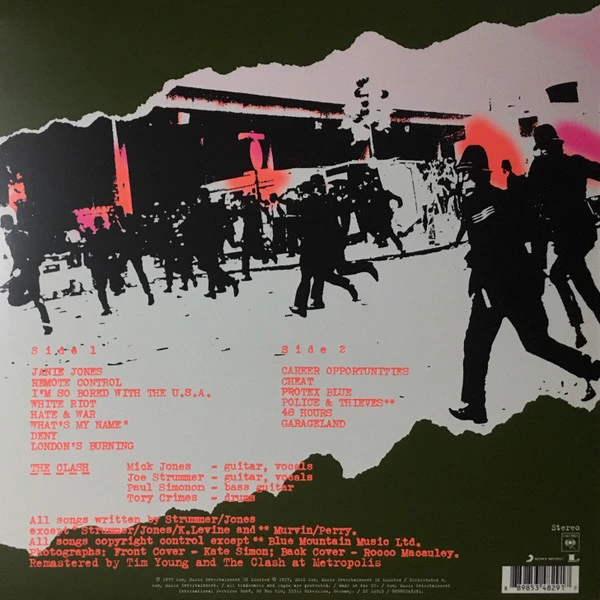 Side 1
JANIE JONES
REMOTE CONTROL
I'M SO BORED WITH THE U.S.A.
WHITE RIOT
HATE & WAR
WHAT'S MY NAME*
DENY
LONDON'S BURNING
Side 2
CAREER OPPORTUNITIES
CHEAT
PROTEX BLUE
POLICE & THIEVES**
48 HOURS
GARAGELAND
THE CLASH
Mick Jones - guitar, vocals
Joe Strummer - guitar, vocals
Paul Simonon - bass guitar
Tory Crimes - drums
All songs written by Strummer/Jones
except *Strummer/Jones/K.Levine and ** Murvin/Perry.
All songs copyright control except ** Blue Mountain Music Ltd.
Photographs: Front Cover - Kate Simon; Back Cover - Rocco Macauley.
Remastered by Tim Young and The Clash at Metropolis
Stereo